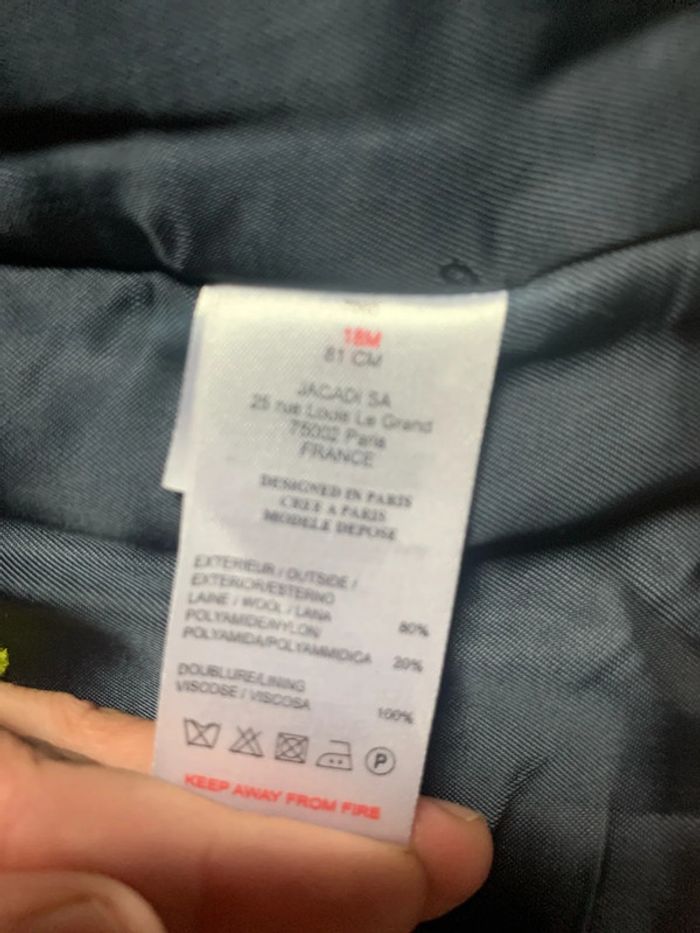 18M
81 CM
JACADI SA
25 rue Louis Le Grand
75002 Paris
FRANCE
DESIGNED IN PARIS
CREE A PARIS
MODELE DEPOSE
EXTERIEUR / OUTSIDE /
EXTERIOR/ESTERNO
LAINE / WOOL / LANA 80%
POLYAMIDE/NYLON
POLYAMIDA/POLYAMMIDICA 20%
DOUBLURE/LINING
VISCOSE / VISCOSA 100%
P
KEEP AWAY FROM FIRE